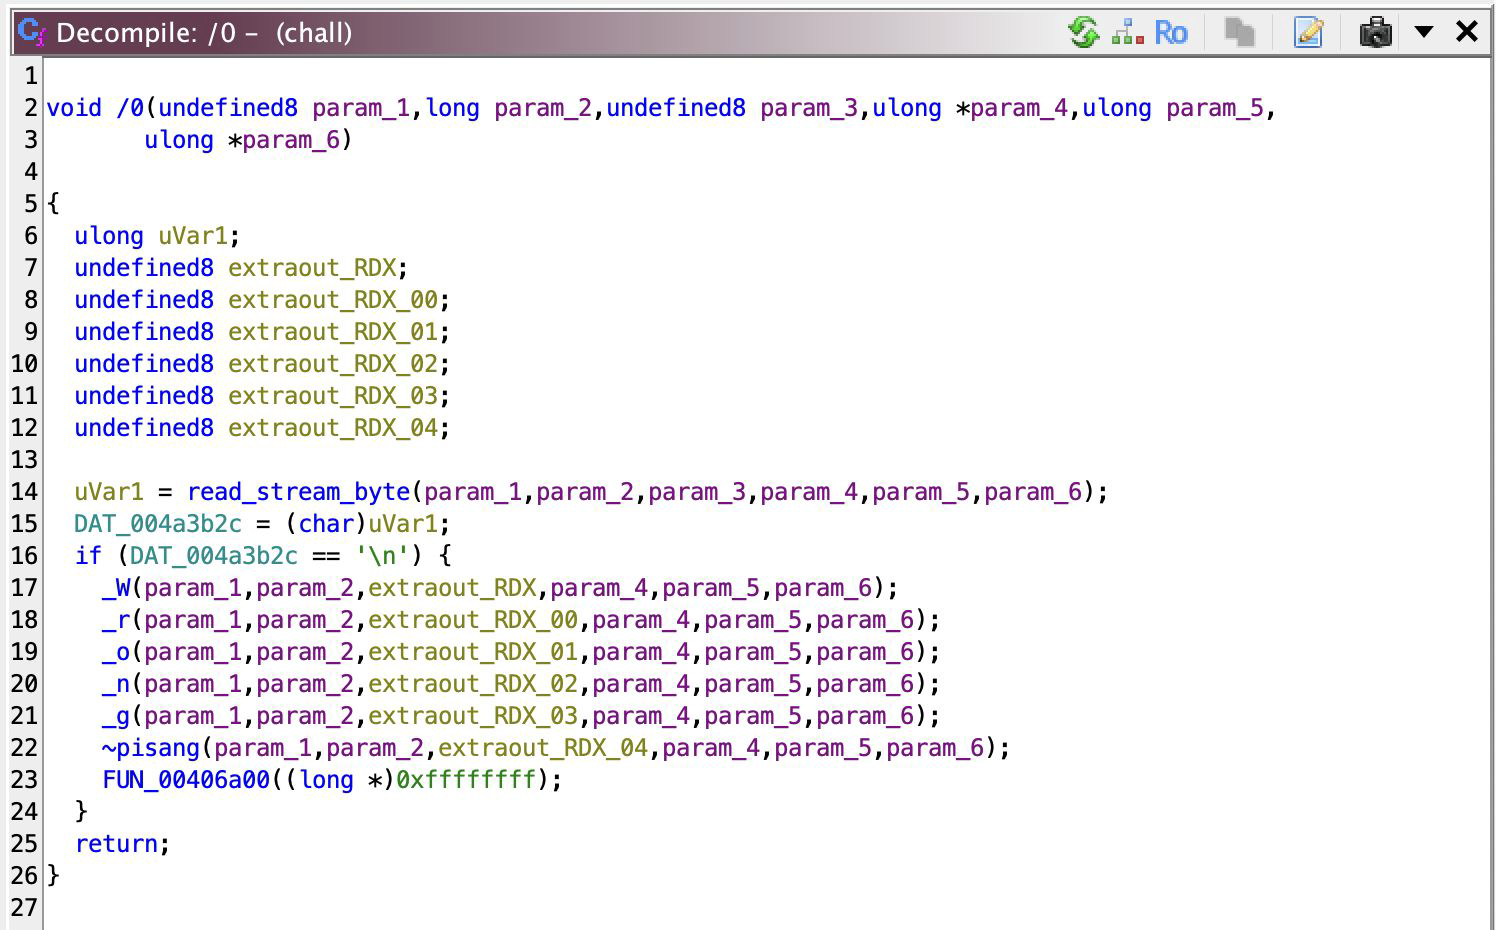 Decompile: /0 – (chall)
Ro
1
2 void /0(undefined8 param_1,long param_2,undefined8 param_3,ulong *param_4,ulong param_5,
3        ulong *param_6)
4
5 {
6   ulong uVar1;
7   undefined8 extraout_RDX;
8   undefined8 extraout_RDX_00;
9   undefined8 extraout_RDX_01;
10   undefined8 extraout_RDX_02;
11   undefined8 extraout_RDX_03;
12   undefined8 extraout_RDX_04;
13
14   uVar1 = read_stream_byte(param_1,param_2,param_3,param_4,param_5,param_6);
15   DAT_004a3b2c = (char)uVar1;
16   if (DAT_004a3b2c == '\n') {
17     _W(param_1,param_2,extraout_RDX,param_4,param_5,param_6);
18     _r(param_1,param_2,extraout_RDX_00,param_4,param_5,param_6);
19     _o(param_1,param_2,extraout_RDX_01,param_4,param_5,param_6);
20     _n(param_1,param_2,extraout_RDX_02,param_4,param_5,param_6);
21     _g(param_1,param_2,extraout_RDX_03,param_4,param_5,param_6);
22     ~pisang(param_1,param_2,extraout_RDX_04,param_4,param_5,param_6);
23     FUN_00406a00((long *)0xffffffff);
24   }
25   return;
26 }
27